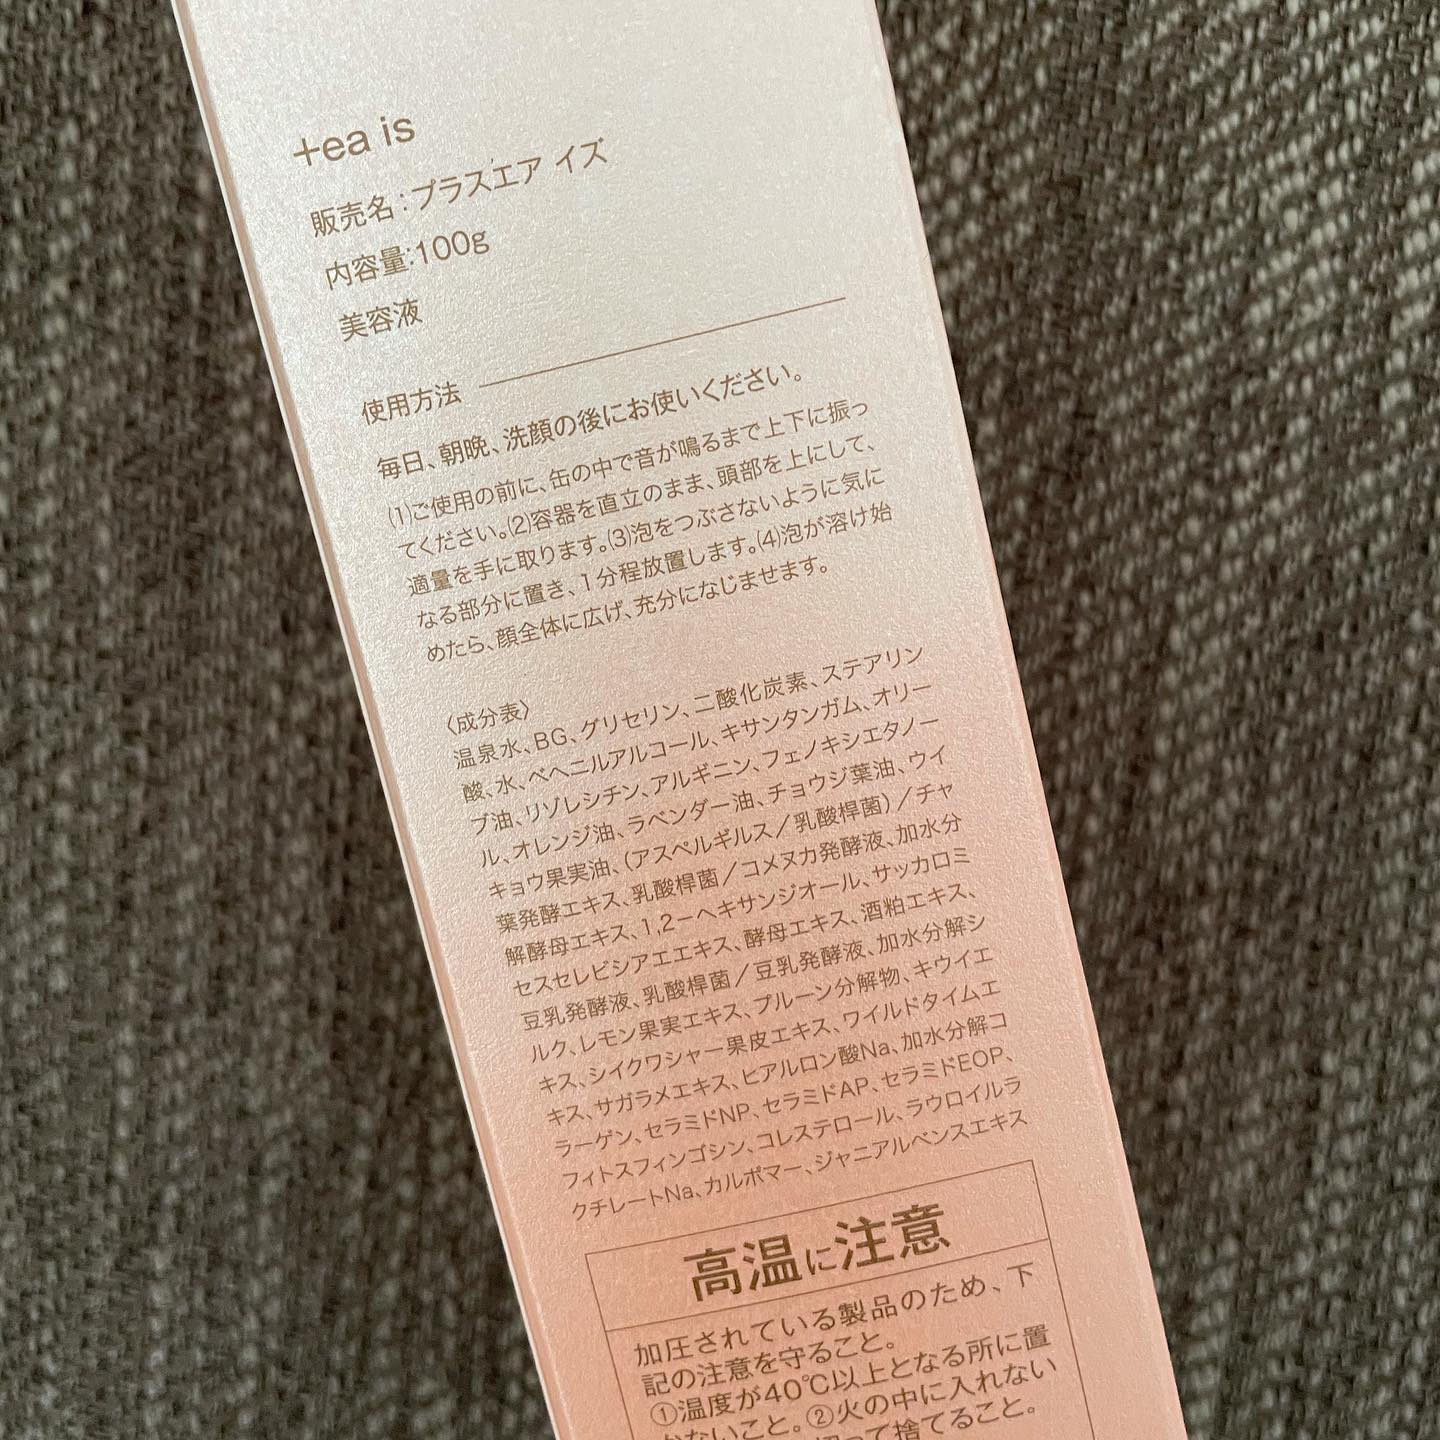 +ea is
販売名:プラスエア イズ
内容量:100g
美容液
使用方法
毎日、朝晩、洗顔の後にお使いください。
(1)ご使用の前に、缶の中で音が鳴るまで上下に振っ
てください。(2)容器を直立のまま、頭部を上にして、
適量を手に取ります。(3)泡をつぶさないように気に
なる部分に置き、1分程放置します。(4)泡が溶け始
めたら、顔全体に広げ、充分になじませます。
〈成分表〉
温泉水、BG、グリセリン、二酸化炭素、ステアリン
酸、水、ベヘニルアルコール、キサンタンガム、オリー
ブ油、リゾレシチン、アルギニン、フェノキシエタノー
ル、オレンジ油、ラベンダー油、チョウジ葉油、ウイ
キョウ果実油、(アスペルギルス/乳酸桿菌)/チャ
葉発酵エキス、乳酸桿菌/コメヌカ発酵液、加水分
解酵母エキス、1,2-ヘキサンジオール、サッカロミ
セスセレビシアエエキス、酵母エキス、酒粕エキス、
豆乳発酵液、乳酸桿菌/豆乳発酵液、加水分解シ
ルク、レモン果実エキス、プルーン分解物、キウイエ
キス、シイクワシャー果皮エキス、ワイルドタイムエ
キス、サガラメエキス、ヒアルロン酸Na、加水分解コ
ラーゲン、セラミドNP、セラミドAP、セラミドEOP、
フィトスフィンゴシン、コレステロール、ラウロイルラ
クチレートNa、カルボマー、ジャニアルベンスエキス
高温に注意
加圧されている製品のため、下
記の注意を守ること。
①温度が40℃以上となる所に置
かないこと。②火の中に入れない
切って捨てること。